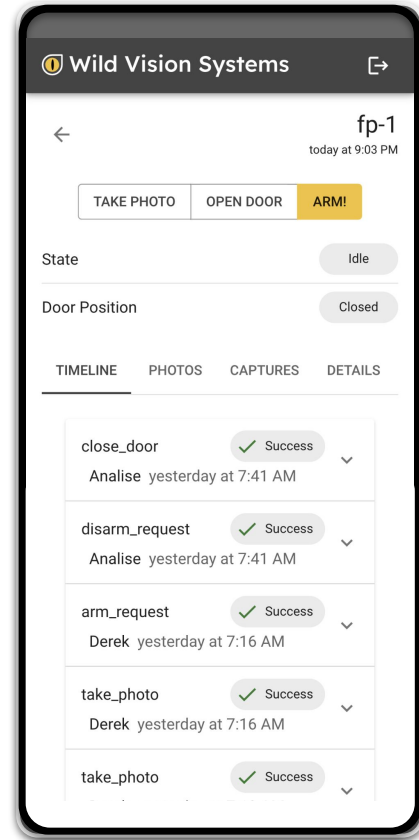 Wild Vision Systems
fp-1
today at 9:03 PM
TAKE PHOTO OPEN DOOR ARM!
State Idle
Door Position Closed
TIMELINE PHOTOS CAPTURES DETAILS
close_door Success
Analise yesterday at 7:41 AM
disarm_request Success
Analise yesterday at 7:41 AM
arm_request Success
Derek yesterday at 7:16 AM
take_photo Success
Derek yesterday at 7:16 AM
take_photo Success